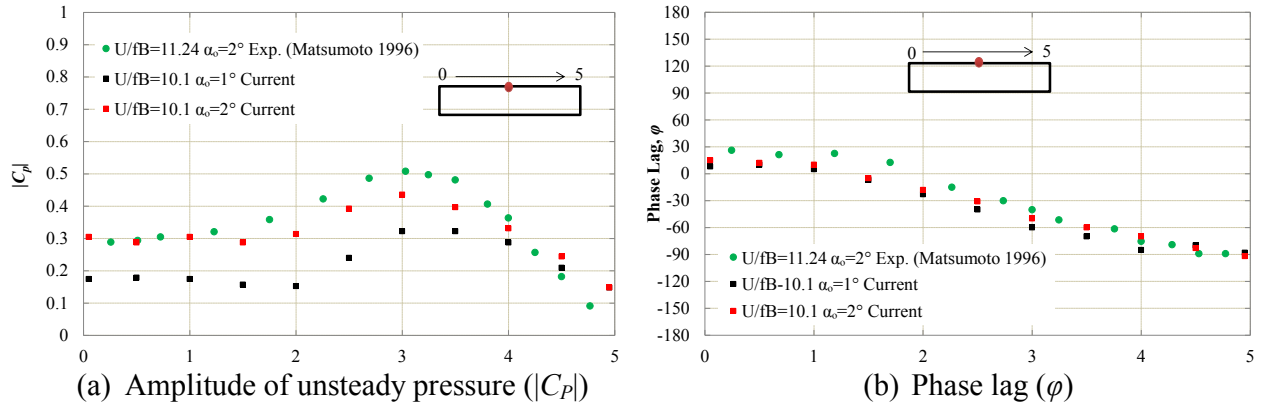 1
0.9
0.8
0.7
0.6
0.5
0.4
0.3
0.2
0.1
0
|Cp|
U/fB=11.24 αo=2° Exp. (Matsumoto 1996)
U/fB=10.1 αo=1° Current
U/fB=10.1 αo=2° Current
0 5
0 1 2 3 4 5
(a) Amplitude of unsteady pressure (|CP|)
180
150
120
90
60
30
0
-30
-60
-90
-120
-150
-180
Phase Lag, φ
0 5
U/fB=11.24 αo=2° Exp. (Matsumoto 1996)
U/fB-10.1 αo=1° Current
U/fB=10.1 αo=2° Current
0 1 2 3 4 5
(b) Phase lag (φ)